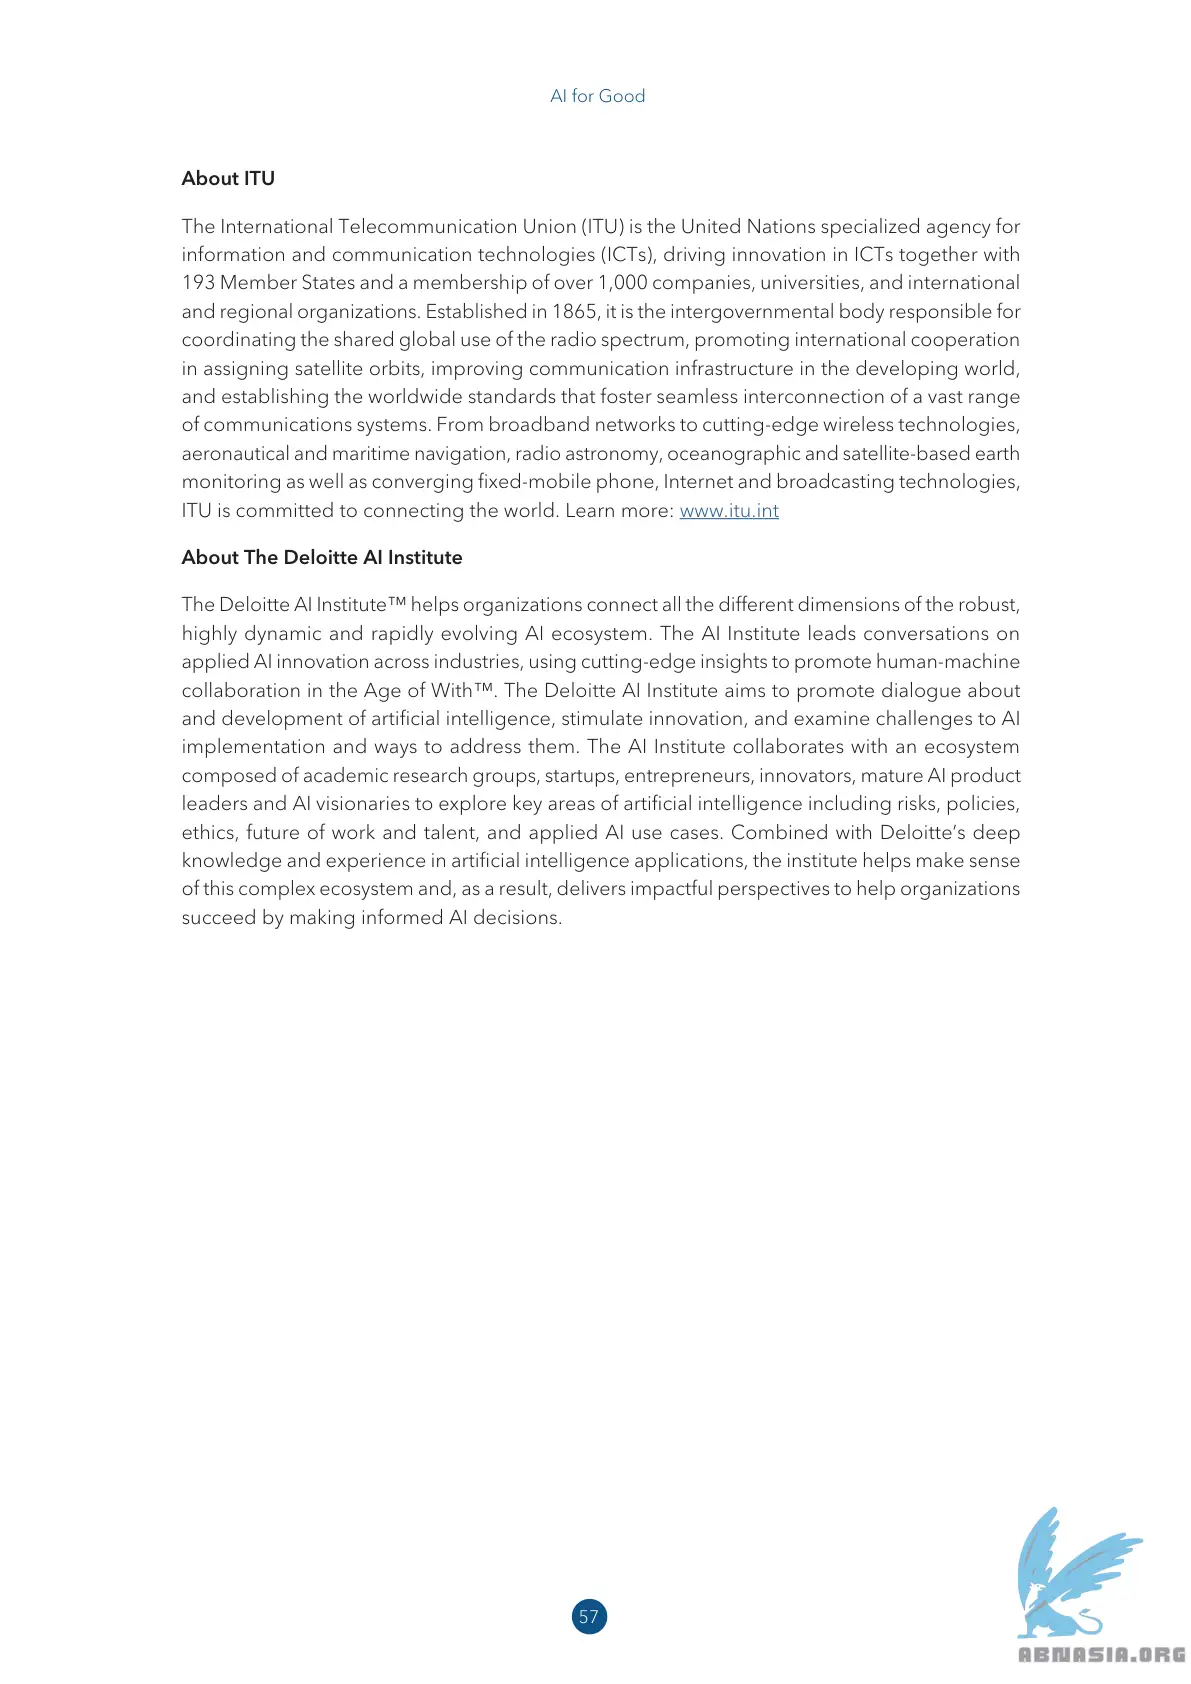 AI for Good
About ITU
The International Telecommunication Union (ITU) is the United Nations specialized agency for
information and communication technologies (ICTs), driving innovation in ICTs together with
193 Member States and a membership of over 1,000 companies, universities, and international
and regional organizations. Established in 1865, it is the intergovernmental body responsible for
coordinating the shared global use of the radio spectrum, promoting international cooperation
in assigning satellite orbits, improving communication infrastructure in the developing world,
and establishing the worldwide standards that foster seamless interconnection of a vast range
of communications systems. From broadband networks to cutting-edge wireless technologies,
aeronautical and maritime navigation, radio astronomy, oceanographic and satellite-based earth
monitoring as well as converging fixed-mobile phone, Internet and broadcasting technologies,
ITU is committed to connecting the world. Learn more: www.itu.int
About The Deloitte AI Institute
The Deloitte AI Institute™ helps organizations connect all the different dimensions of the robust,
highly dynamic and rapidly evolving AI ecosystem. The AI Institute leads conversations on
applied AI innovation across industries, using cutting-edge insights to promote human-machine
collaboration in the Age of With™. The Deloitte AI Institute aims to promote dialogue about
and development of artificial intelligence, stimulate innovation, and examine challenges to AI
implementation and ways to address them. The AI Institute collaborates with an ecosystem
composed of academic research groups, startups, entrepreneurs, innovators, mature AI product
leaders and AI visionaries to explore key areas of artificial intelligence including risks, policies,
ethics, future of work and talent, and applied AI use cases. Combined with Deloitte’s deep
knowledge and experience in artificial intelligence applications, the institute helps make sense
of this complex ecosystem and, as a result, delivers impactful perspectives to help organizations
succeed by making informed AI decisions.
57
ABNASIA.ORG